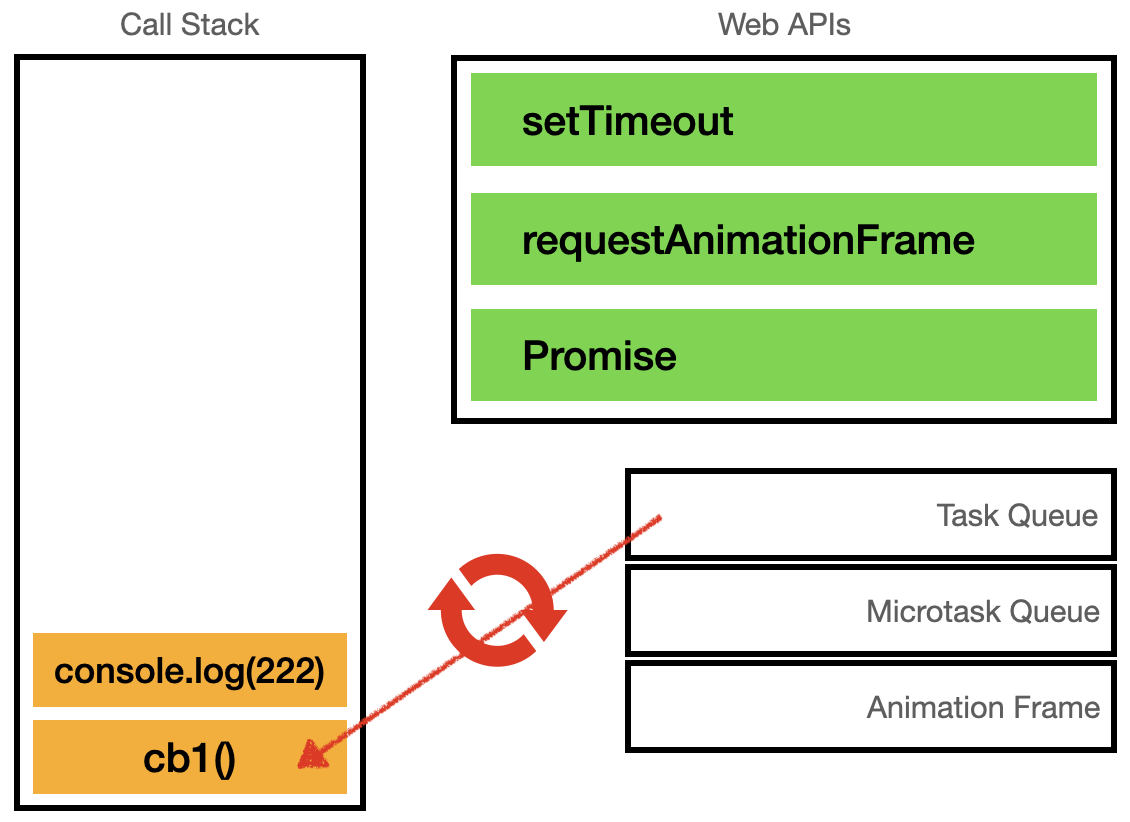 Call Stack
Web APIs
setTimeout
requestAnimationFrame
Promise
Task Queue
Microtask Queue
Animation Frame
console.log(222)
cb1()